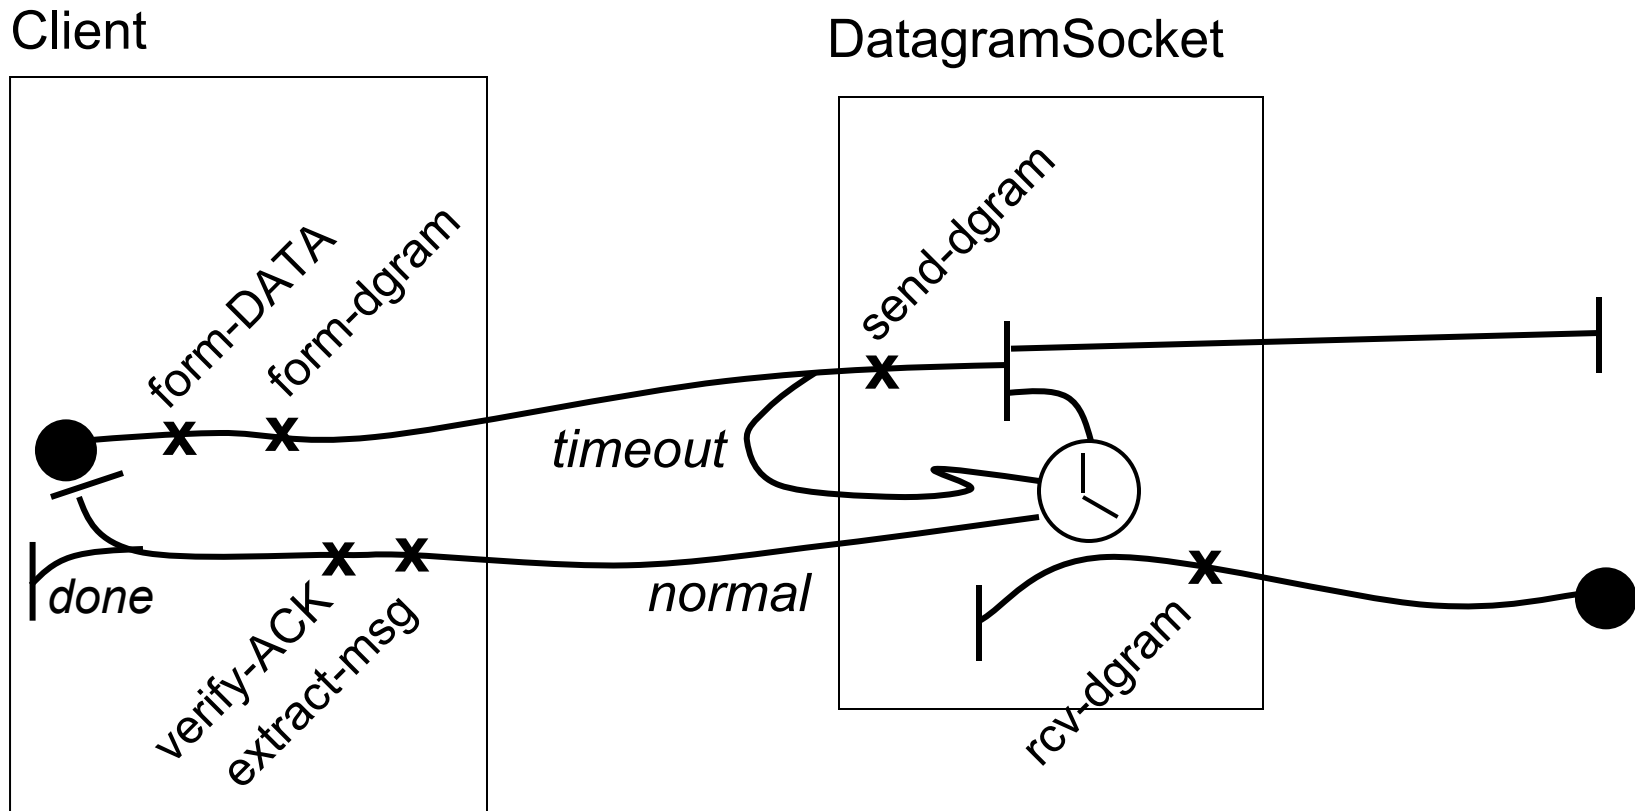 Client
DatagramSocket
form-DATA
form-dgram
send-dgram
timeout
done
normal
verify-ACK
extract-msg
rcv-dgram